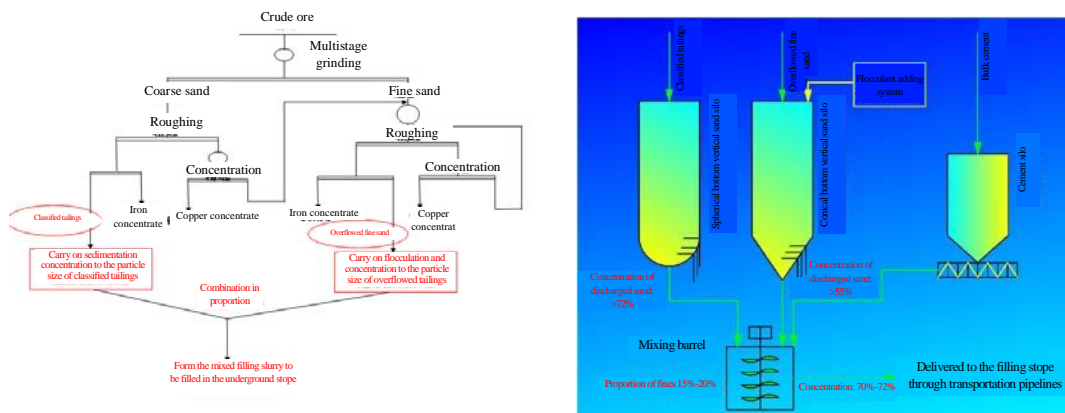 Crude ore
Multistage
grinding
Coarse sand
Fine sand
Roughing
Roughing
Concentration
Concentration
Iron
concentrate
Copper concentrate
Iron concentrate
Copper
concentrat
Classified tailings
Overflowed fine sand
Carry on sedimentation
concentration to the particle
size of classified tailings
Carry on flocculation and
concentration to the particle
size of overflowed tailings
Combination in
proportion
Form the mixed filling slurry to
be filled in the underground stope
Classified tailings
Overflowed fine
sand
Flocculant adding
system
Bulk cement
Spherical bottom vertical sand silo
Conical bottom vertical sand silo
Cement silo
Concentration of
discharged sand:
>72%
Concentration of
discharged sand:
>55%
Mixing barrel
Proportion of fines 15%-20%
Concentration: 70%-72%
Delivered to the filling stope
through transportation pipelines